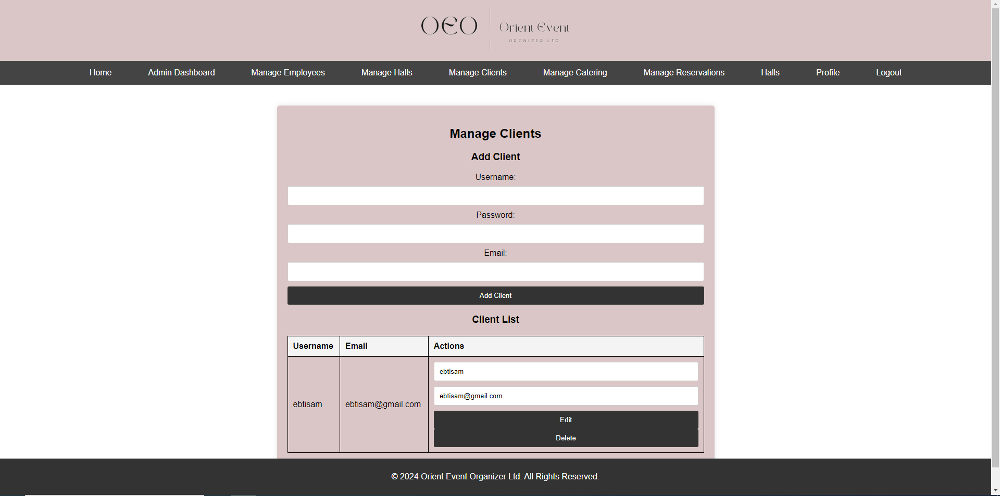 OEO
Orient Event
ORGNIZER LTD
Home Admin Dashboard Manage Employees Manage Halls Manage Clients Manage Catering Manage Reservations Halls Profile Logout
Manage Clients
Add Client
Username:
Password:
Email:
Add Client
Client List
Username Email Actions
ebtisam ebtisam@gmail.com
ebtisam
ebtisam@gmail.com
Edit
Delete
© 2024 Orient Event Organizer Ltd. All Rights Reserved.